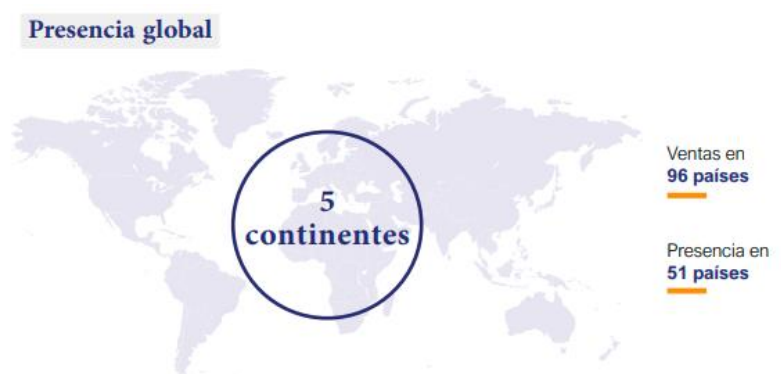 Presencia global
5
continentes
Ventas en
96 países
Presencia en
51 países